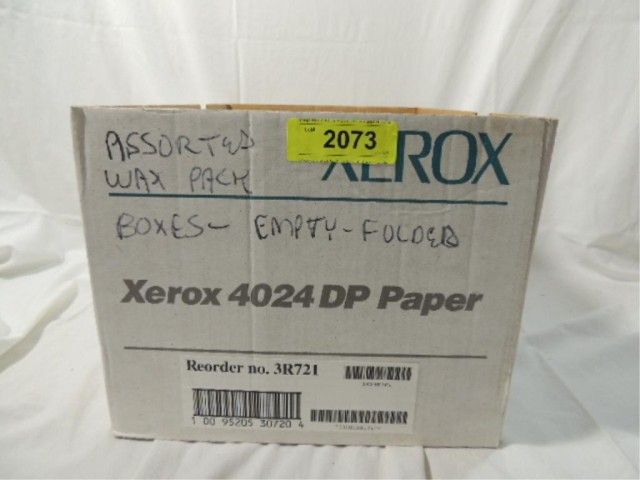 ASSORTED
WAX PACK
2073
XEROX
BOXES- EMPTY-FOLDED
Xerox 4024 DP Paper
Reorder no. 3R721
1 00 95205 30720 4